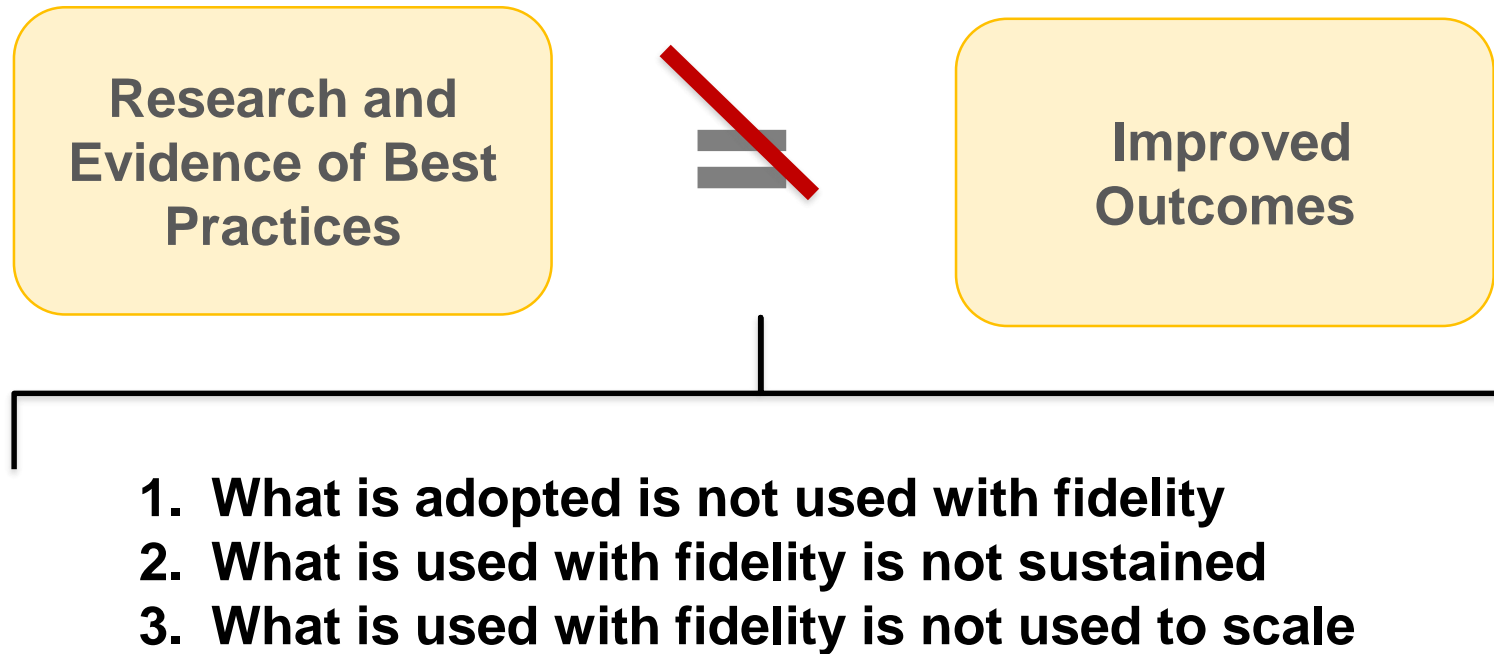 Research and
Evidence of Best
Practices
=
Improved
Outcomes
1. What is adopted is not used with fidelity
2. What is used with fidelity is not sustained
3. What is used with fidelity is not used to scale